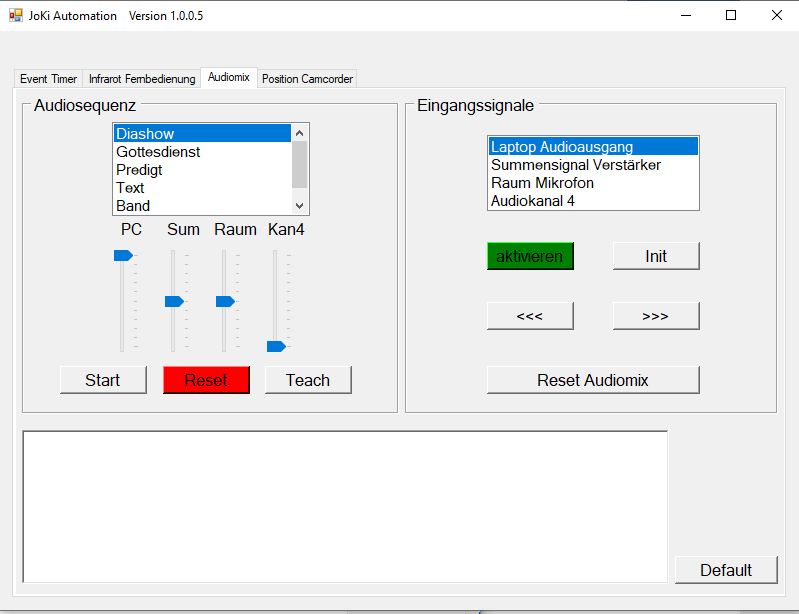 JoKi Automation Version 1.0.0.5
Event Timer Infrarot Fernbedienung Audiomix Position Camcorder
Audiosequenz
Diashow
Gottesdienst
Predigt
Text
Band
PC Sum Raum Kan4
Start Reset Teach
Eingangssignale
Laptop Audioausgang
Summensignal Verstärker
Raum Mikrofon
Audiokanal 4
aktivieren Init
<<< >>>
Reset Audiomix
Default